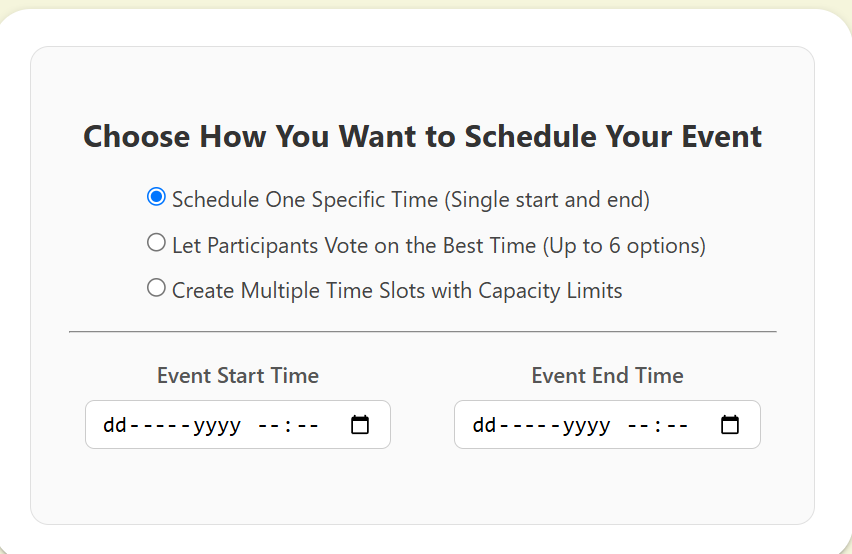 Choose How You Want to Schedule Your Event
Schedule One Specific Time (Single start and end)
Let Participants Vote on the Best Time (Up to 6 options)
Create Multiple Time Slots with Capacity Limits
Event Start Time Event End Time
dd-----yyyy --:-- dd-----yyyy --:--